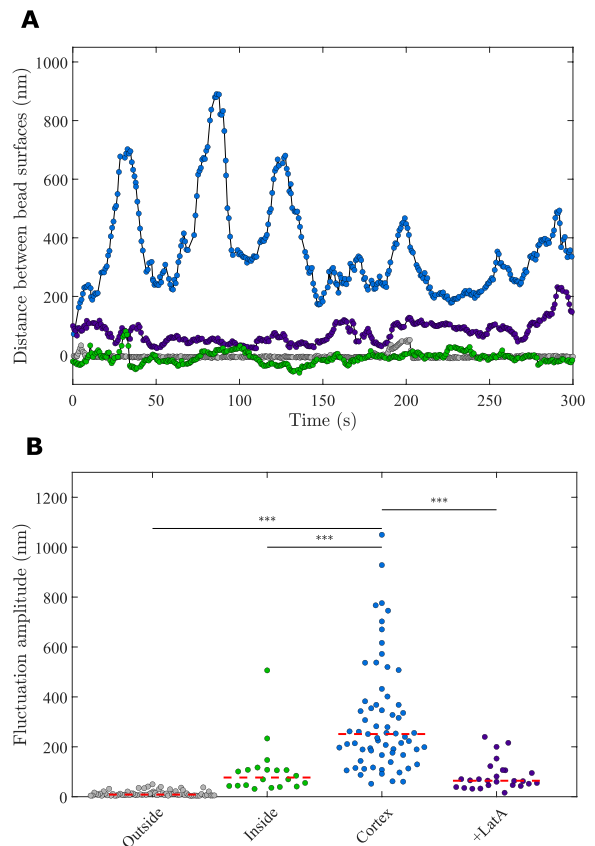 A
Distance between bead surfaces (nm)
1000
800
600
400
200
0
0 50 100 150 200 250 300
Time (s)
B
Fluctuation amplitude (nm)
1200
1000
800
600
400
200
0
***
***
***
Outside Inside Cortex +LatA